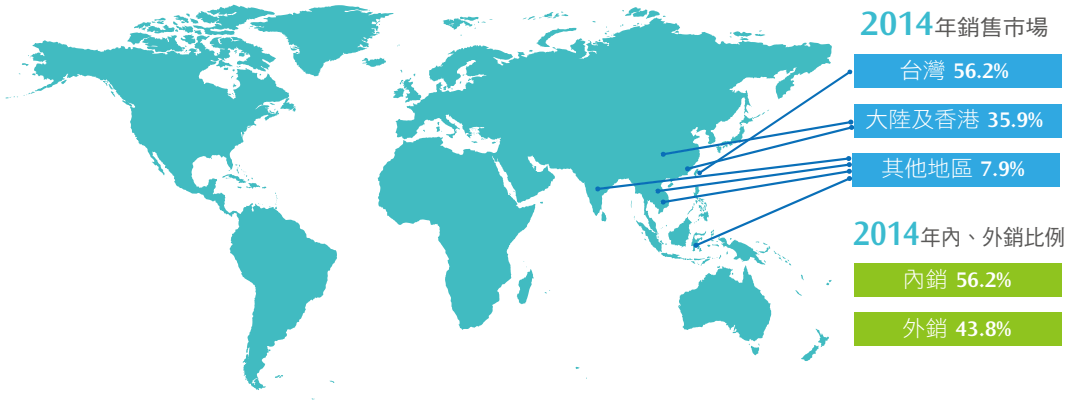 2014年銷售市場
台灣 56.2%
大陸及香港 35.9%
其他地區 7.9%
2014年內、外銷比例
內銷 56.2%
外銷 43.8%